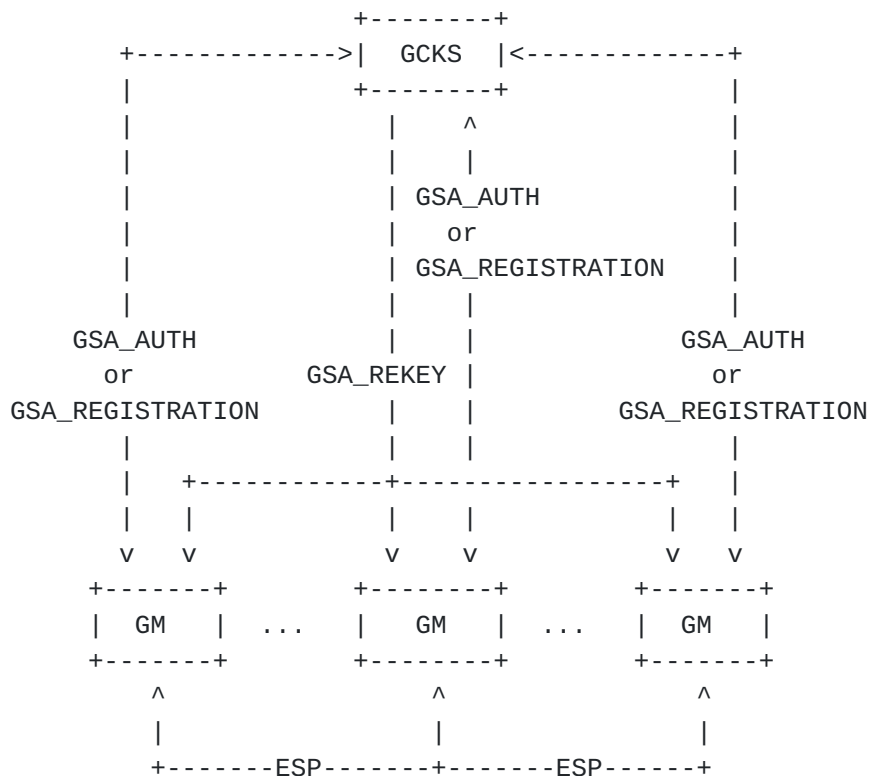 GCKS
GSA_AUTH
or
GSA_REGISTRATION
GSA_AUTH GSA_AUTH
or GSA_REKEY or
GSA_REGISTRATION GSA_REGISTRATION
GM ... GM ... GM
ESP ESP